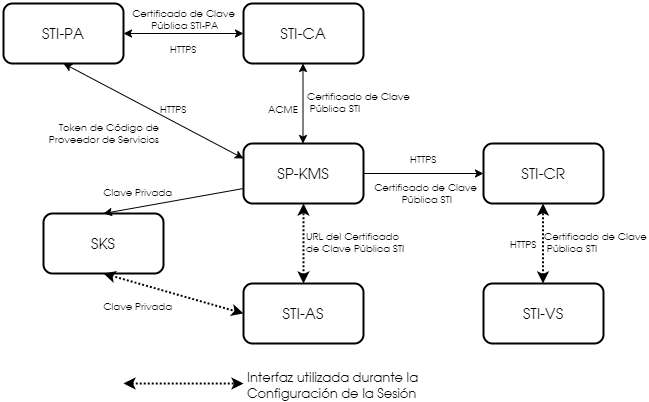 STI-PA
Certificado de Clave
Pública STI-PA
HTTPS
STI-CA
HTTPS
Token de Código de
Proveedor de Servicios
ACME
Certificado de Clave
Pública STI
SP-KMS
HTTPS
Certificado de Clave
Pública STI
STI-CR
Clave Privada
SKS
URL del Certificado
de Clave Pública STI
HTTPS
Certificado de Clave
Pública STI
Clave Privada
STI-AS
STI-VS
Interfaz utilizada durante la
Configuración de la Sesión